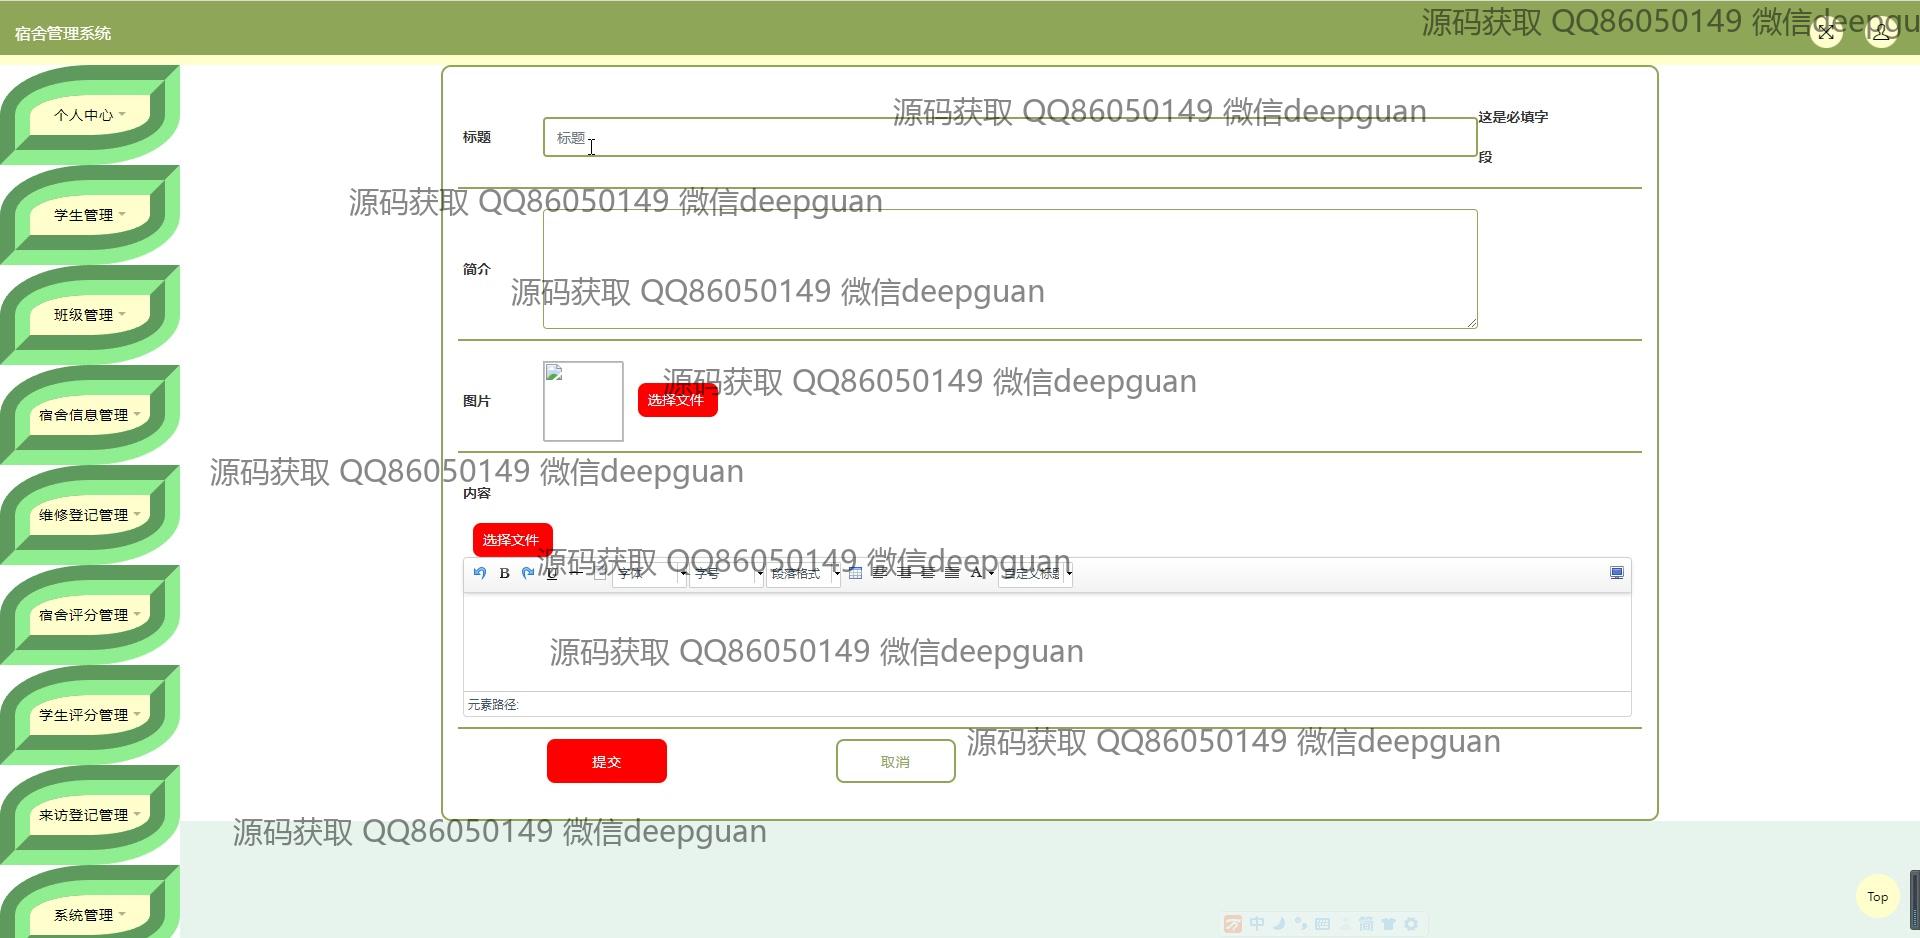 宿舍管理系统
源码获取 QQ86050149 微信deepgu
个人中心
学生管理
班级管理
宿舍信息管理
维修登记管理
宿舍评分管理
学生评分管理
来访登记管理
系统管理
源码获取 QQ86050149 微信deepguan
标题
标题
这是必填字
段
源码获取 QQ86050149 微信deepguan
简介
源码获取 QQ86050149 微信deepguan
图片
选择文件
源码获取 QQ86050149 微信deepguan
源码获取 QQ86050149 微信deepguan
内容
选择文件
源码获取 QQ86050149 微信deepguan
B U 字体 字号 段落格式 A 自定义标题
源码获取 QQ86050149 微信deepguan
元素路径:
源码获取 QQ86050149 微信deepguan
提交
取消
源码获取 QQ86050149 微信deepguan
Top
中 简